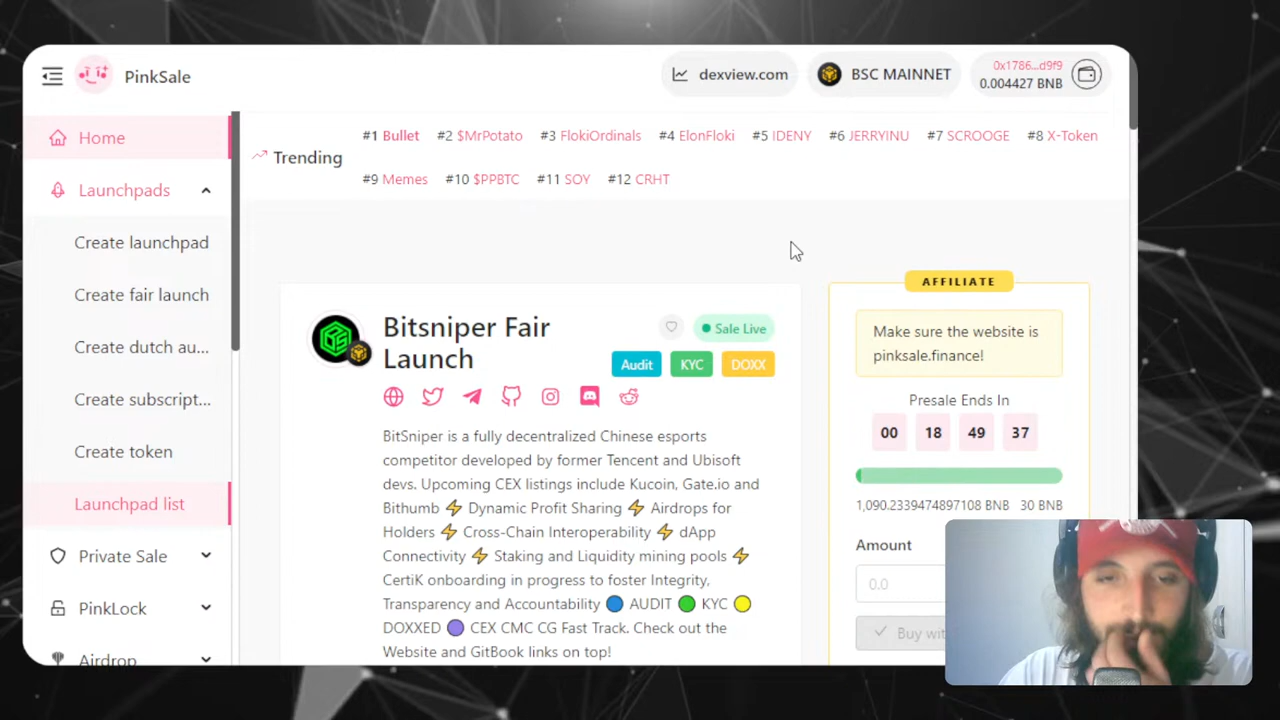 PinkSale
dexview.com
BSC MAINNET
0x1786...d9f9
0.004427 BNB
Home
Launchpads
Create launchpad
Create fair launch
Create dutch au...
Create subscript...
Create token
Launchpad list
Private Sale
PinkLock
Airdrop
Trending
#1 Bullet #2 $MrPotato #3 FlokiOrdinals #4 ElonFloki #5 IDENY #6 JERRYINU #7 SCROOGE #8 X-Token
#9 Memes #10 $PPBTC #11 SOY #12 CRHT
Bitsniper Fair
Launch
Sale Live
Audit KYC DOXX
BitSniper is a fully decentralized Chinese esports
competitor developed by former Tencent and Ubisoft
devs. Upcoming CEX listings include Kucoin, Gate.io and
Bithumb ⚡ Dynamic Profit Sharing ⚡ Airdrops for
Holders ⚡ Cross-Chain Interoperability ⚡ dApp
Connectivity ⚡ Staking and Liquidity mining pools ⚡
CertiK onboarding in progress to foster Integrity,
Transparency and Accountability 🔵 AUDIT 🟢 KYC 🟡
DOXXED 🟣 CEX CMC CG Fast Track. Check out the
Website and GitBook links on top!
AFFILIATE
Make sure the website is
pinksale.finance!
Presale Ends In
00 18 49 37
1,090.2339474897108 BNB 30 BNB
Amount
0.0
Buy